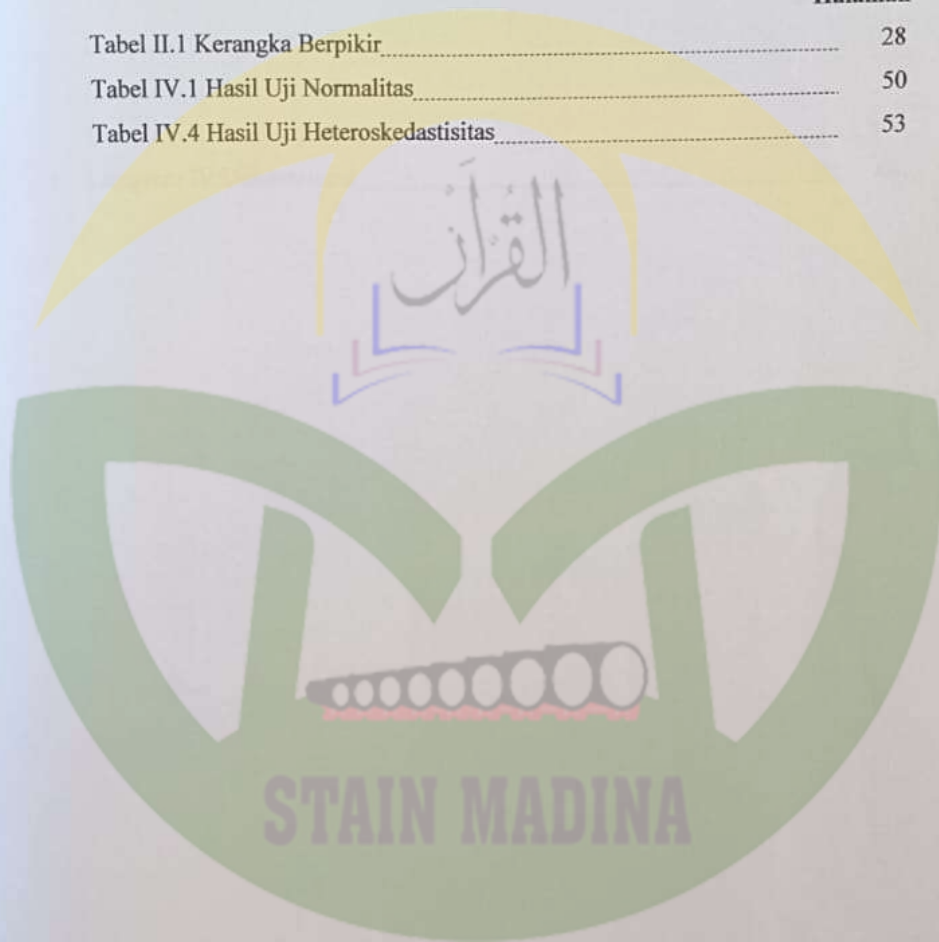 Tabel II.1 Kerangka Berpikir 28
Tabel IV.1 Hasil Uji Normalitas 50
Tabel IV.4 Hasil Uji Heteroskedastisitas 53
القرآن
STAIN MADINA